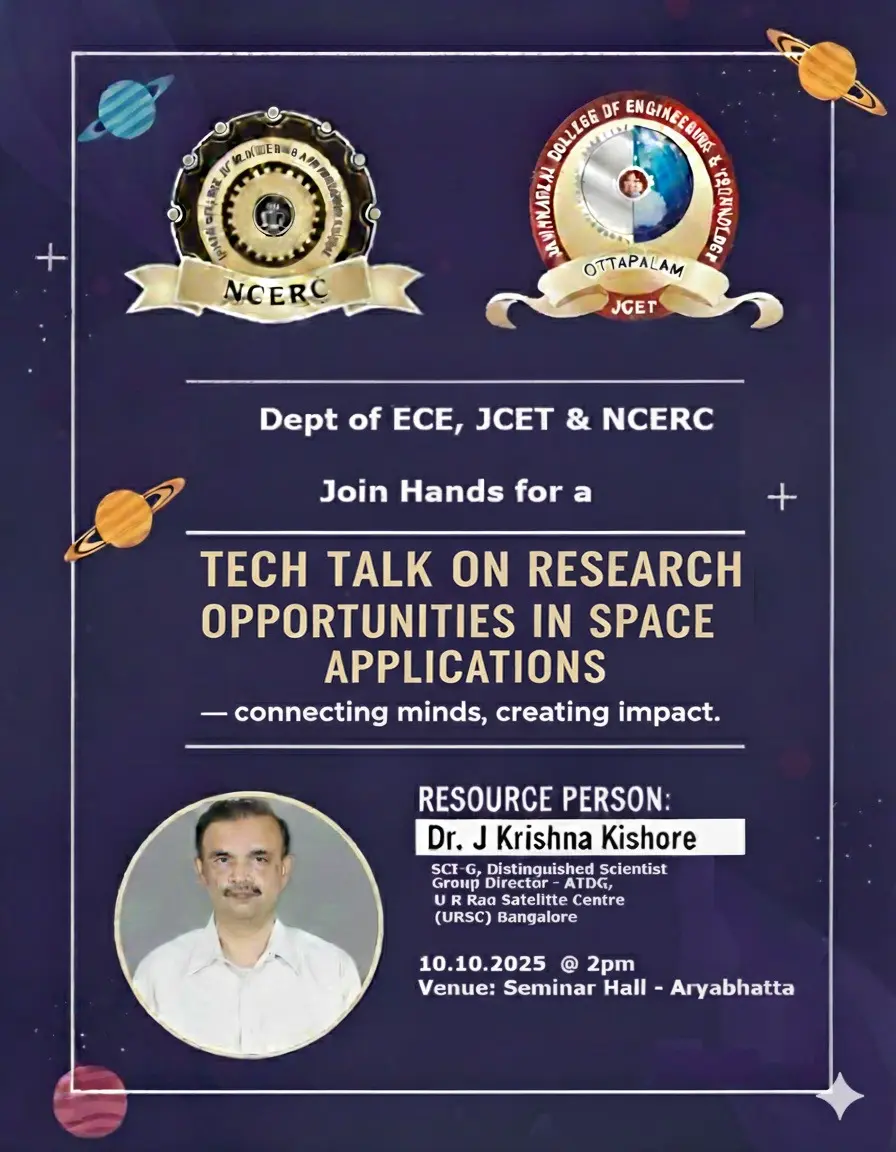 NCERC
OTTAPALAM
JCET
Dept of ECE, JCET & NCERC
Join Hands for a
TECH TALK ON RESEARCH
OPPORTUNITIES IN SPACE
APPLICATIONS
— connecting minds, creating impact.
RESOURCE PERSON:
Dr. J Krishna Kishore
SCI-G, Distinguished Scientist
Group Director - ATDG,
U R Rao Satelitte Centre
(URSC) Bangalore
10.10.2025 @ 2pm
Venue: Seminar Hall - Aryabhatta